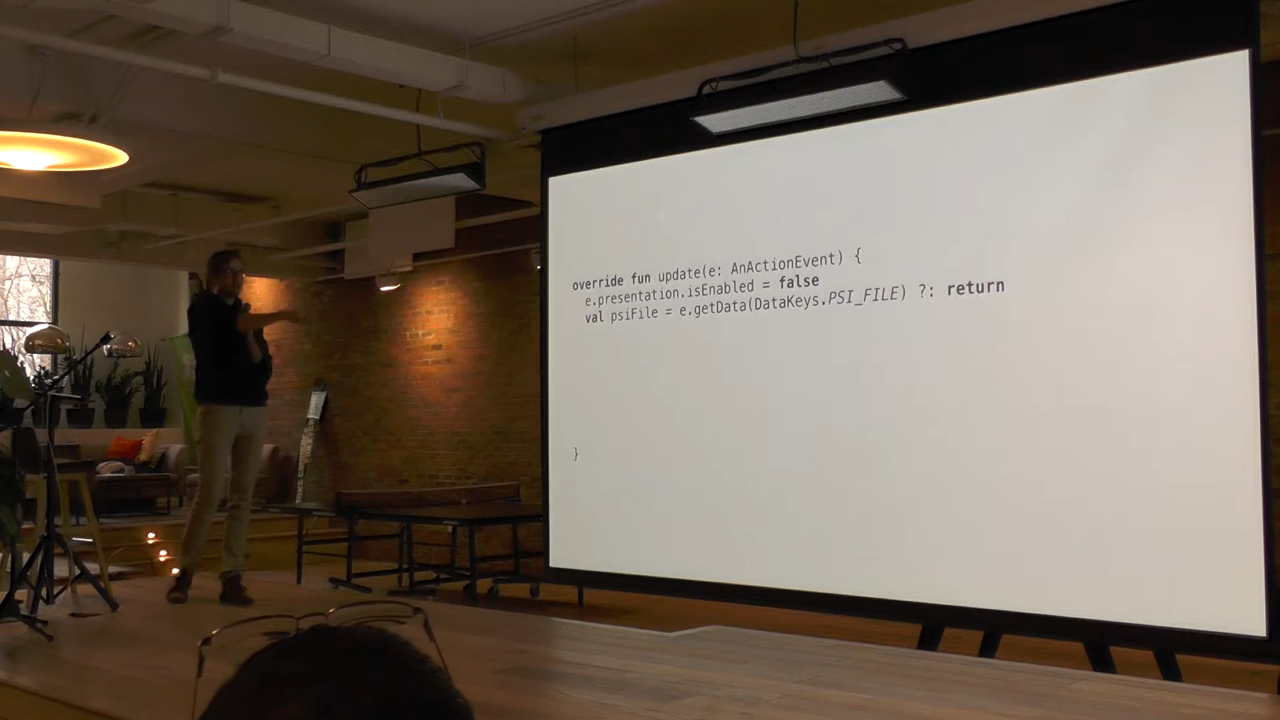 override fun update(e: AnActionEvent) {
e.presentation.isEnabled = false
val psiFile = e.getData(DataKeys.PSI_FILE) ?: return
}